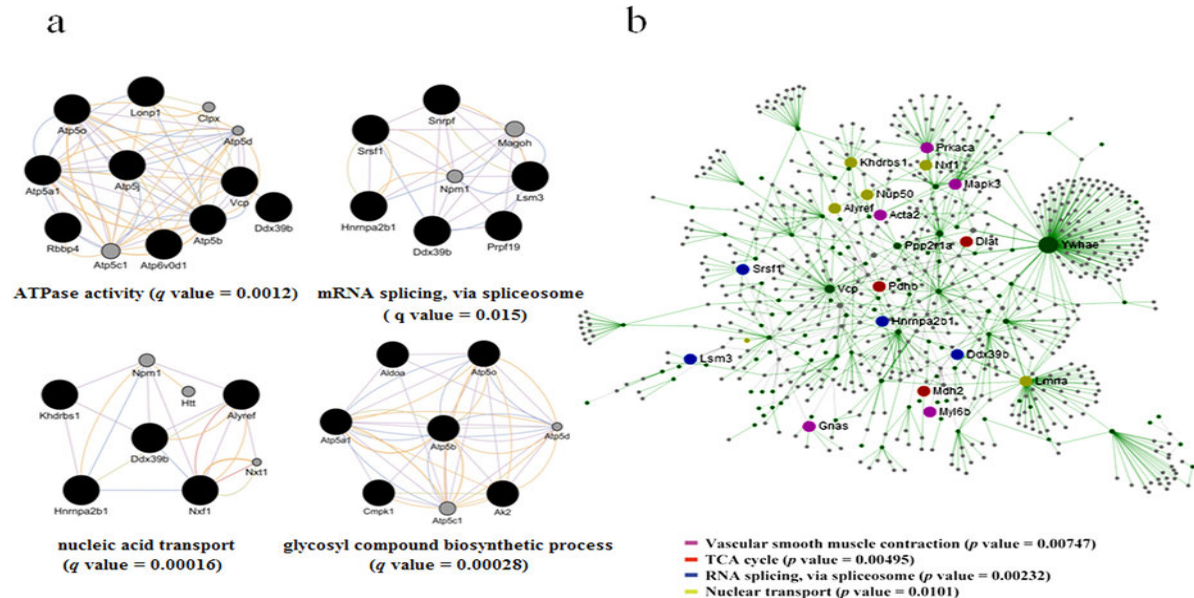 a
Lonp1
Clpx
Atp5o
Atp5d
Atp5a1
Atp5j
Vcp
Ddx39b
Rbbp4
Atp5b
Atp5c1
Atp6v0d1
ATPase activity (q value = 0.0012)
Snrpf
Srsf1
Magoh
Npm1
Lsm3
Hnrnpa2b1
Ddx39b
Prpf19
mRNA splicing, via spliceosome
( q value = 0.015)
Npm1
Htt
Khdrbs1
Alyref
Ddx39b
Nxt1
Hnrnpa2b1
Nxf1
nucleic acid transport
(q value = 0.00016)
Aldoa
Atp5o
Atp5a1
Atp5b
Atp5d
Cmpk1
Atp5c1
Ak2
glycosyl compound biosynthetic process
(q value = 0.00028)
b
Prkaca
Khdrbs1
Nxf1
Mapk3
Nup50
Alyref
Acta2
Ppp2r1a
Dlat
Ywhae
Srsf1
Vcp
Pdhb
Hnrnpa2b1
Lsm3
Ddx39b
Lmna
Mdh2
Myl6b
Gnas
Vascular smooth muscle contraction (p value = 0.00747)
TCA cycle (p value = 0.00495)
RNA splicing, via spliceosome (p value = 0.00232)
Nuclear transport (p value = 0.0101)